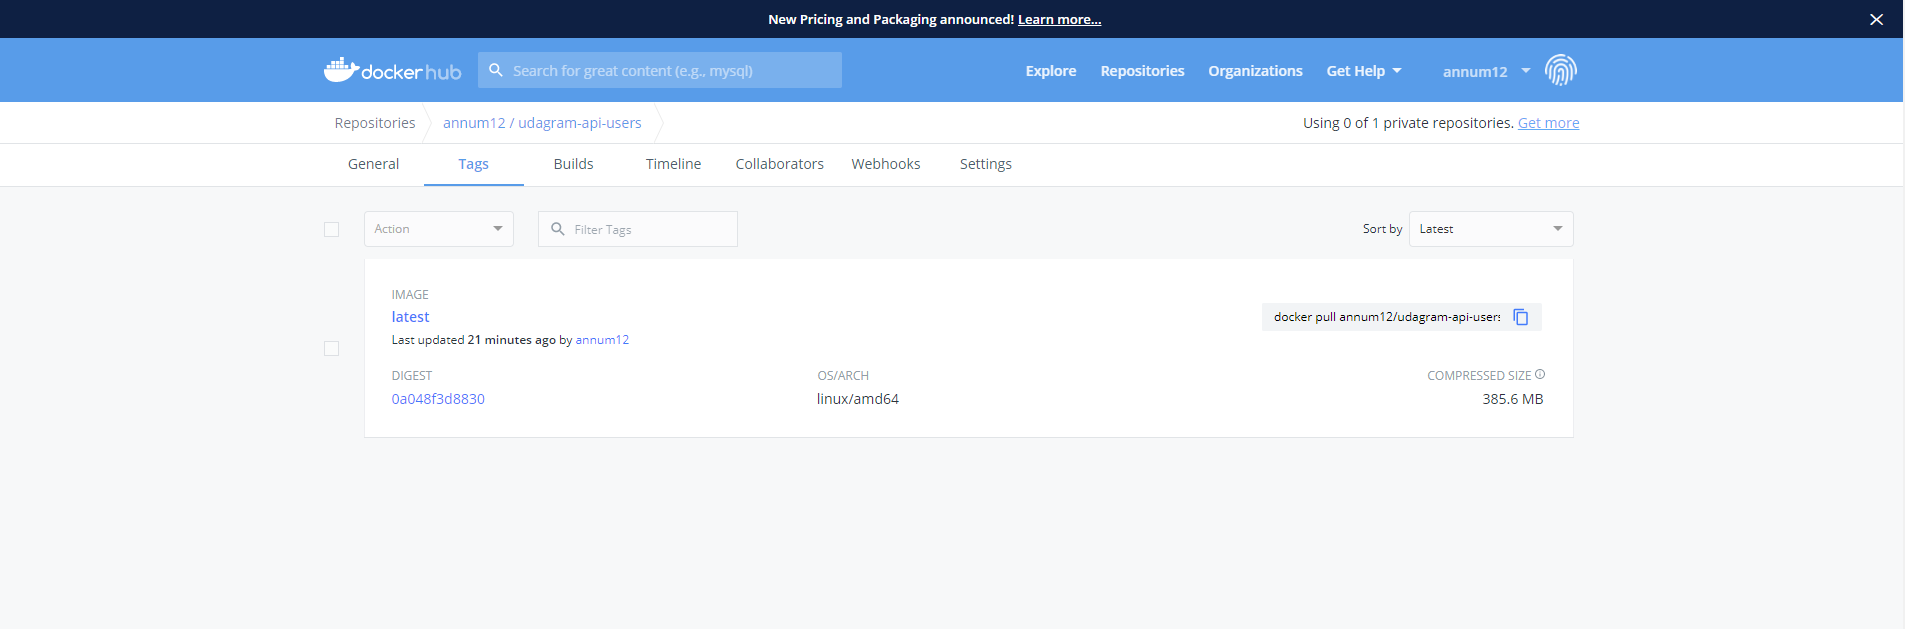 New Pricing and Packaging announced! Learn more...
docker hub
Search for great content (e.g., mysql)
Explore
Repositories
Organizations
Get Help
annum12
Repositories
annum12 / udagram-api-users
Using 0 of 1 private repositories. Get more
General
Tags
Builds
Timeline
Collaborators
Webhooks
Settings
Action
Filter Tags
Sort by
Latest
IMAGE
latest
Last updated 21 minutes ago by annum12
docker pull annum12/udagram-api-users
DIGEST
0a048f3d8830
OS/ARCH
linux/amd64
COMPRESSED SIZE
385.6 MB